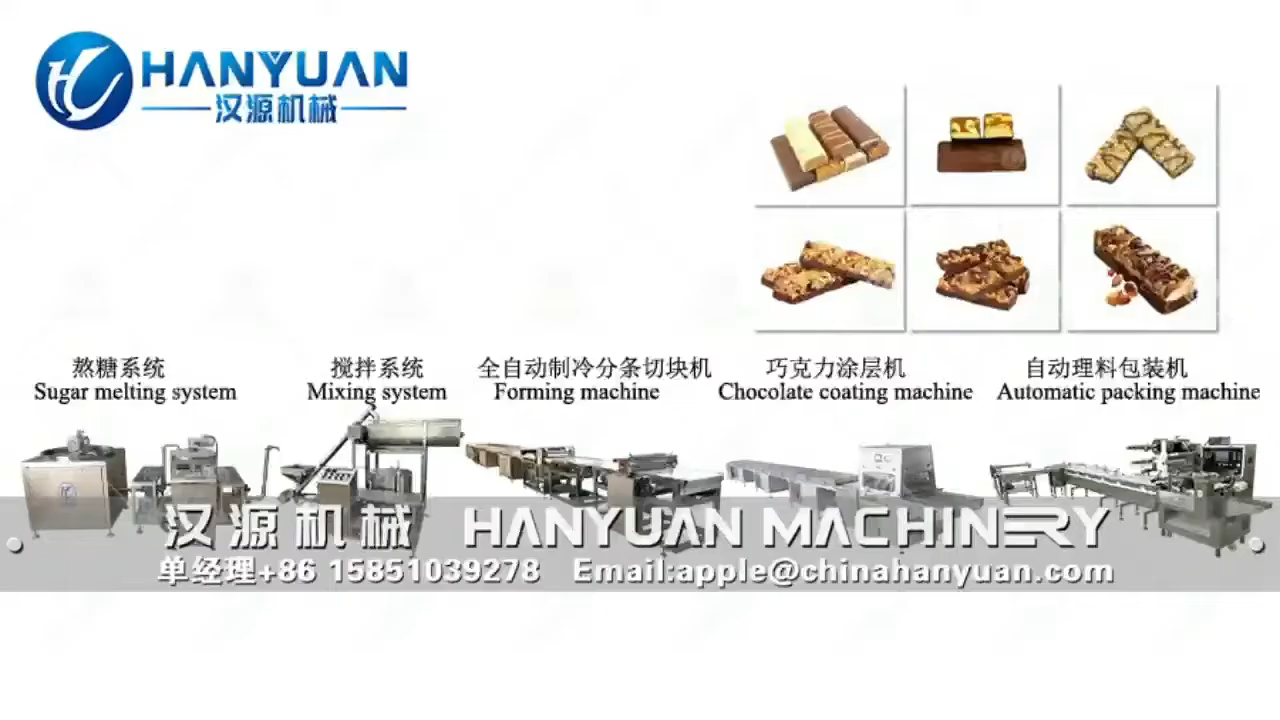 HANYUAN
汉源机械
熬糖系统
Sugar melting system
搅拌系统
Mixing system
全自动制冷分条切块机
Forming machine
巧克力涂层机
Chocolate coating machine
自动理料包装机
Automatic packing machine
汉源机械 HANYUAN MACHINERY
单经理+86 15851039278 Email:apple@chinahanyuan.com